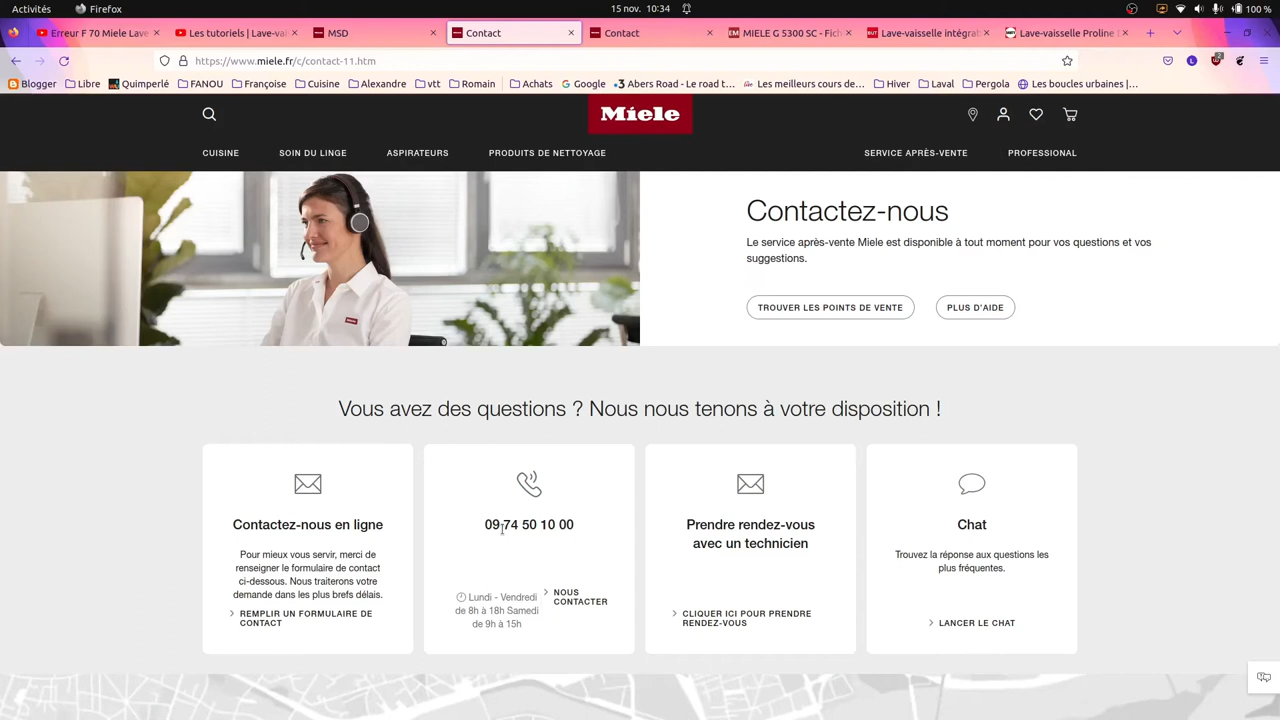 Activités
Firefox
15 nov. 10:34
100 %
Erreur F 70 Miele Lave
Les tutoriels | Lave-vai
MSD
Contact
Contact
MIELE G 5300 SC - Fich
Lave-vaisselle intégrab
Lave-vaisselle Proline E
https://www.miele.fr/c/contact-11.htm
Blogger
Libre
Quimperlé
FANOU
Françoise
Cuisine
Alexandre
vtt
Romain
Achats
Google
Abers Road - Le road t…
Les meilleurs cours de…
Hiver
Laval
Pergola
Les boucles urbaines |…
Miele
CUISINE
SOIN DU LINGE
ASPIRATEURS
PRODUITS DE NETTOYAGE
SERVICE APRÈS-VENTE
PROFESSIONAL
Contactez-nous
Le service après-vente Miele est disponible à tout moment pour vos questions et vos
suggestions.
TROUVER LES POINTS DE VENTE
PLUS D'AIDE
Vous avez des questions ? Nous nous tenons à votre disposition !
Contactez-nous en ligne
Pour mieux vous servir, merci de
renseigner le formulaire de contact
ci-dessous. Nous traiterons votre
demande dans les plus brefs délais.
REMPLIR UN FORMULAIRE DE
CONTACT
09 74 50 10 00
Lundi - Vendredi
de 8h à 18h Samedi
de 9h à 15h
NOUS
CONTACTER
Prendre rendez-vous
avec un technicien
CLIQUER ICI POUR PRENDRE
RENDEZ-VOUS
Chat
Trouvez la réponse aux questions les
plus fréquentes.
LANCER LE CHAT